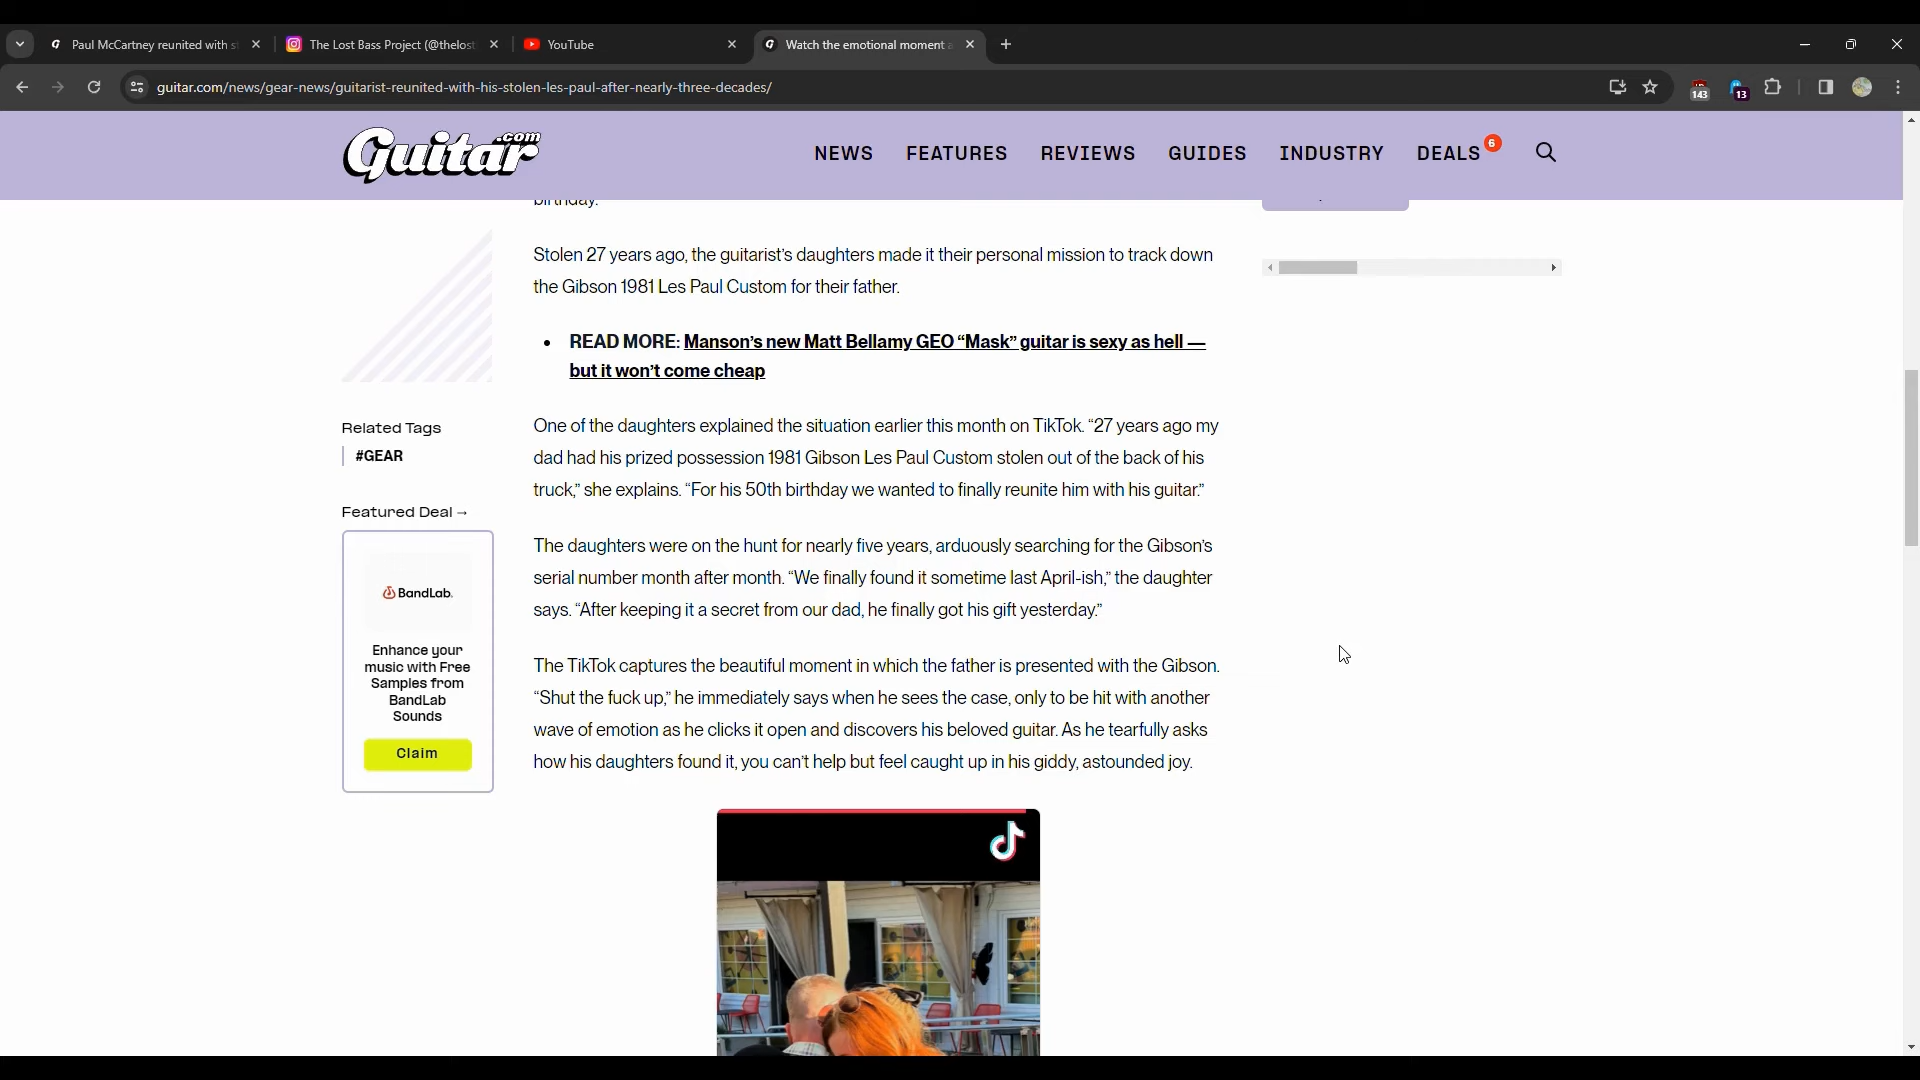 Paul McCartney reunited with s
The Lost Bass Project (@thelost
YouTube
Watch the emotional moment a
guitar.com/news/gear-news/guitarist-reunited-with-his-stolen-les-paul-after-nearly-three-decades/
143
13
Guitar.com
NEWS
FEATURES
REVIEWS
GUIDES
INDUSTRY
DEALS
6
birthday.
Stolen 27 years ago, the guitarist's daughters made it their personal mission to track down
the Gibson 1981 Les Paul Custom for their father.
• READ MORE: Manson's new Matt Bellamy GEO “Mask” guitar is sexy as hell —
but it won't come cheap
One of the daughters explained the situation earlier this month on TikTok. “27 years ago my
dad had his prized possession 1981 Gibson Les Paul Custom stolen out of the back of his
truck,” she explains. “For his 50th birthday we wanted to finally reunite him with his guitar.”
The daughters were on the hunt for nearly five years, arduously searching for the Gibson's
serial number month after month. “We finally found it sometime last April-ish,” the daughter
says. “After keeping it a secret from our dad, he finally got his gift yesterday.”
The TikTok captures the beautiful moment in which the father is presented with the Gibson.
“Shut the fuck up,” he immediately says when he sees the case, only to be hit with another
wave of emotion as he clicks it open and discovers his beloved guitar. As he tearfully asks
how his daughters found it, you can't help but feel caught up in his giddy, astounded joy.
Related Tags
#GEAR
Featured Deal →
BandLab.
Enhance your
music with Free
Samples from
BandLab
Sounds
Claim